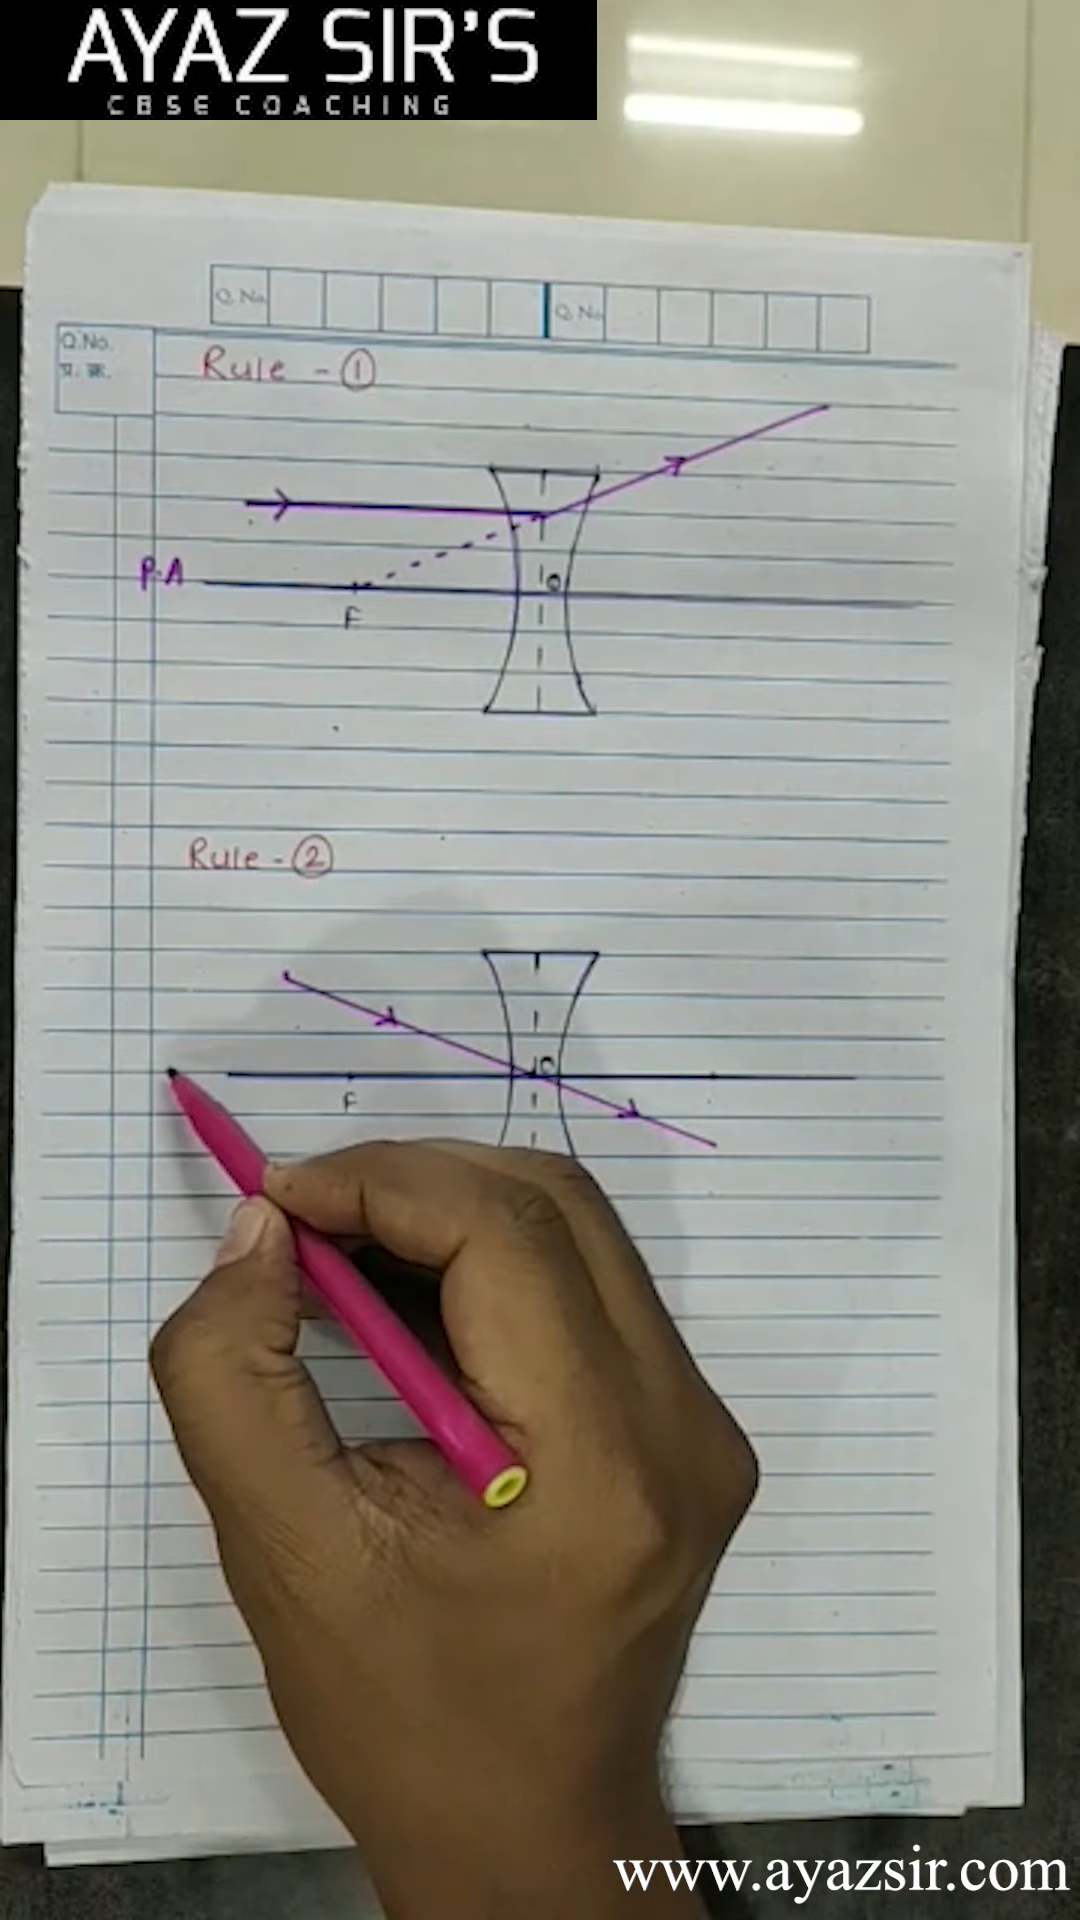 AYAZ SIR'S
CBSE COACHING
Q.No. Q.No.
Q.No.
प्र. क्र.
Rule - ①
P.A
O
F
Rule - ②
O
F
www.ayazsir.com